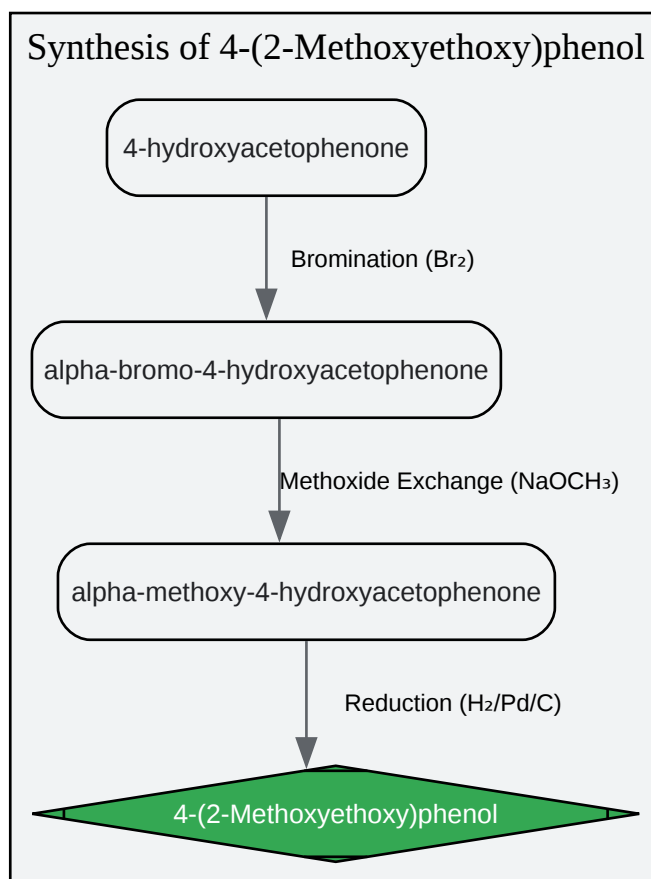 Synthesis of 4-(2-Methoxyethoxy)phenol
4-hydroxyacetophenone
Bromination (Br₂)
alpha-bromo-4-hydroxyacetophenone
Methoxide Exchange (NaOCH₃)
alpha-methoxy-4-hydroxyacetophenone
Reduction (H₂/Pd/C)
4-(2-Methoxyethoxy)phenol